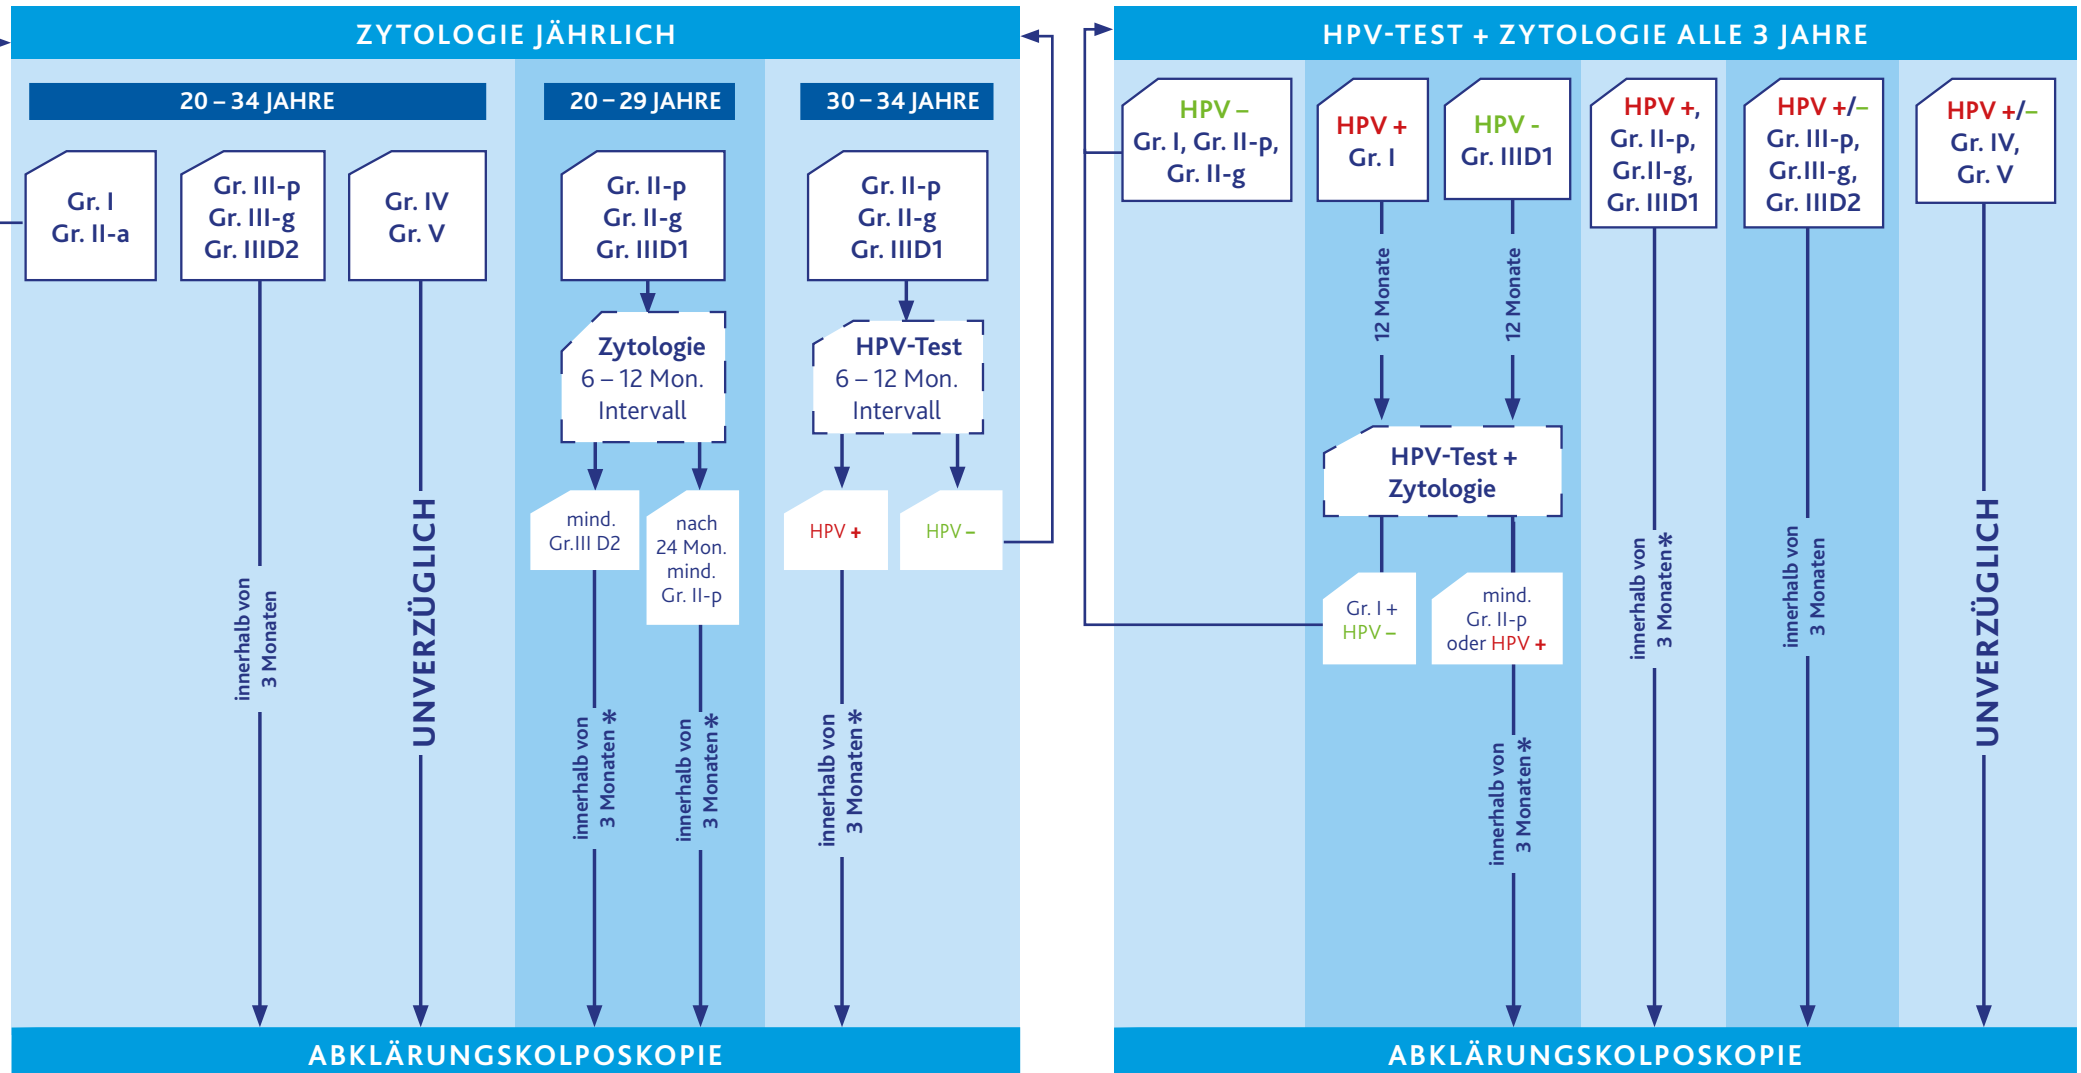 ZYTOLOGIE JÄHRLICH
20 – 34 JAHRE
20 – 29 JAHRE
30 – 34 JAHRE
Gr. I
Gr. II-a
Gr. III-p
Gr. III-g
Gr. IIID2
Gr. IV
Gr. V
Gr. II-p
Gr. II-g
Gr. IIID1
Gr. II-p
Gr. II-g
Gr. IIID1
Zytologie
6 – 12 Mon.
Intervall
HPV-Test
6 – 12 Mon.
Intervall
mind.
Gr.III D2
nach
24 Mon.
mind.
Gr. II-p
HPV +
HPV –
innerhalb von
3 Monaten
UNVERZÜGLICH
innerhalb von
3 Monaten *
innerhalb von
3 Monaten *
innerhalb von
3 Monaten *
ABKLÄRUNGSKOLPOSKOPIE
HPV-TEST + ZYTOLOGIE ALLE 3 JAHRE
HPV –
Gr. I, Gr. II-p,
Gr. II-g
HPV +
Gr. I
HPV -
Gr. IIID1
HPV +,
Gr. II-p,
Gr.II-g,
Gr. IIID1
HPV +/–
Gr. III-p,
Gr.III-g,
Gr. IIID2
HPV +/–
Gr. IV,
Gr. V
12 Monate
12 Monate
HPV-Test +
Zytologie
Gr. I +
HPV –
mind.
Gr. II-p
oder HPV +
innerhalb von
3 Monaten *
innerhalb von
3 Monaten*
innerhalb von
3 Monaten
UNVERZÜGLICH
ABKLÄRUNGSKOLPOSKOPIE